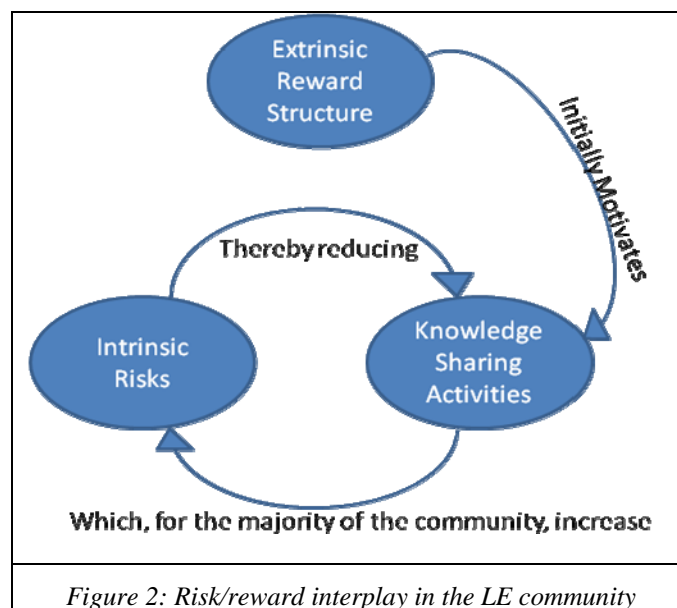 Extrinsic
Reward
Structure
Initially Motivates
Thereby reducing
Intrinsic
Risks
Knowledge
Sharing
Activities
Which, for the majority of the community, increase
Figure 2: Risk/reward interplay in the LE community